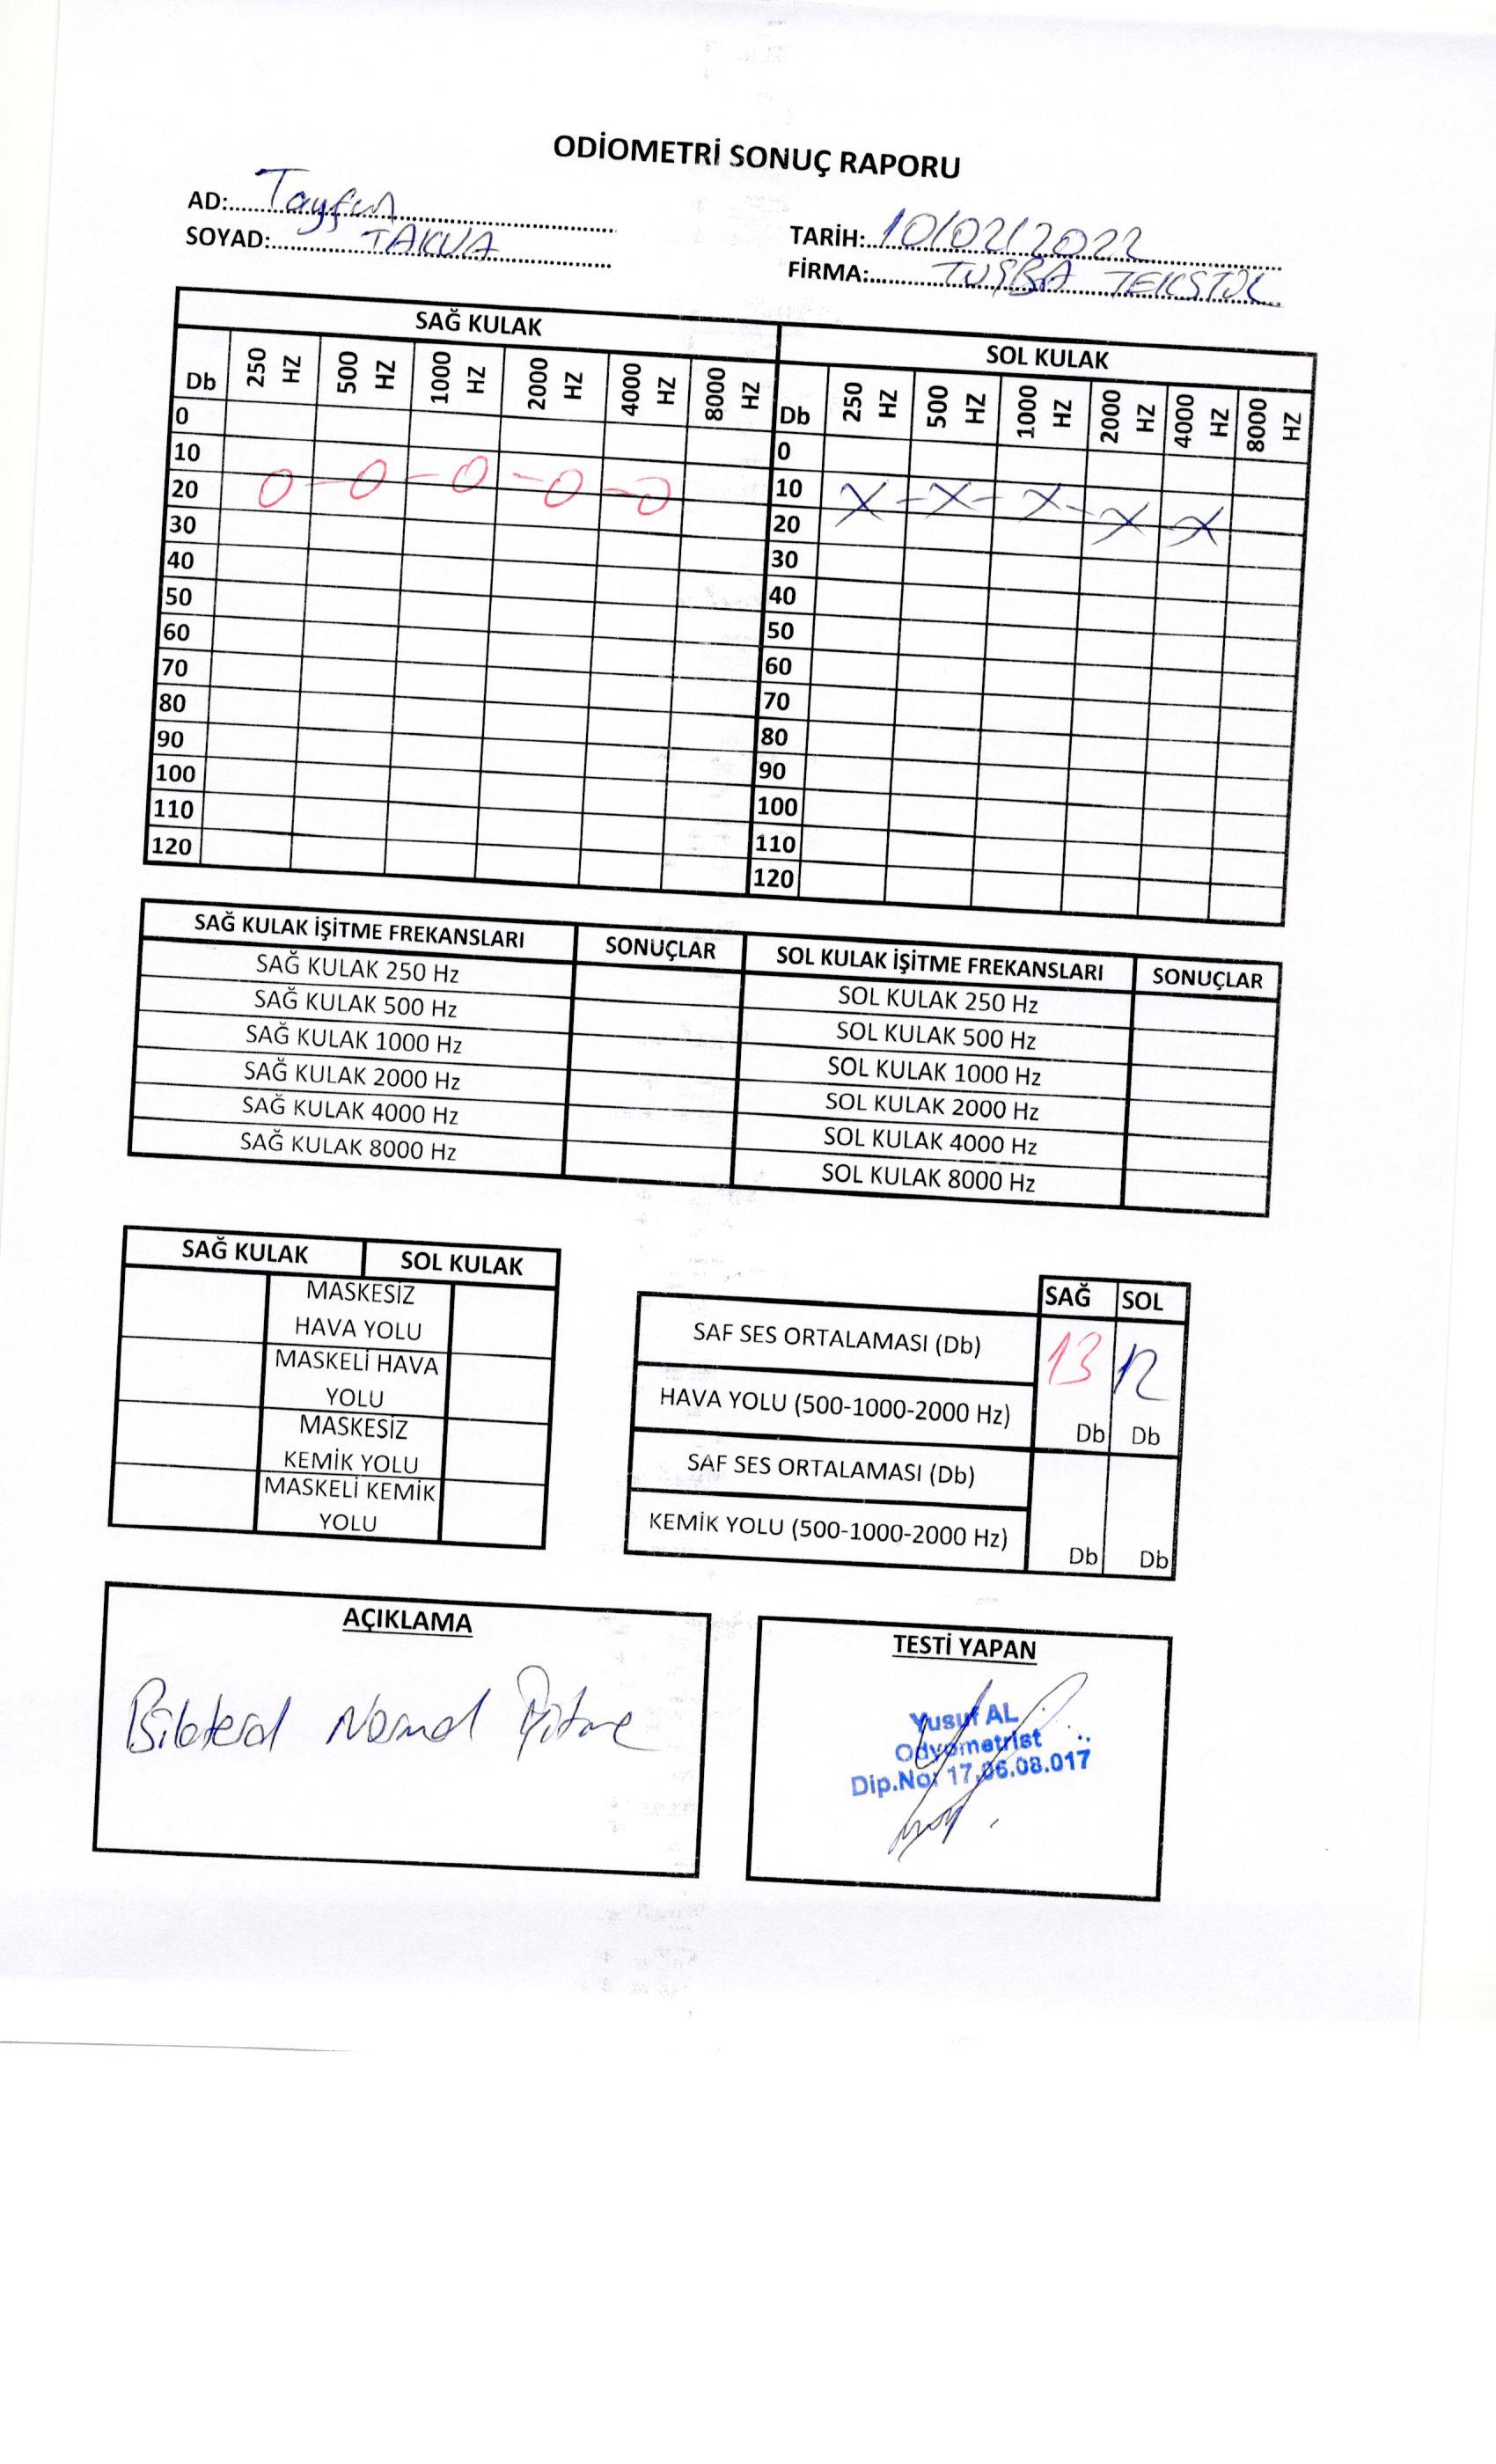 ODİOMETRİ SONUÇ RAPORU
AD: Tayfun
SOYAD: TAKVA
TARİH: 10/02/2022
FİRMA: TUŞBA TEKSTİL
SAĞ KULAK SOL KULAK
Db 250 HZ 500 HZ 1000 HZ 2000 HZ 4000 HZ 8000 HZ Db 250 HZ 500 HZ 1000 HZ 2000 HZ 4000 HZ 8000 HZ
0 0
10 10
20 O-O-O-O-O 20 X-X-X-X X
30 30
40 40
50 50
60 60
70 70
80 80
90 90
100 100
110 110
120 120
SAĞ KULAK İŞİTME FREKANSLARI SONUÇLAR SOL KULAK İŞİTME FREKANSLARI SONUÇLAR
SAĞ KULAK 250 Hz SOL KULAK 250 Hz
SAĞ KULAK 500 Hz SOL KULAK 500 Hz
SAĞ KULAK 1000 Hz SOL KULAK 1000 Hz
SAĞ KULAK 2000 Hz SOL KULAK 2000 Hz
SAĞ KULAK 4000 Hz SOL KULAK 4000 Hz
SAĞ KULAK 8000 Hz SOL KULAK 8000 Hz
SAĞ KULAK SOL KULAK
MASKESİZ
HAVA YOLU
MASKELİ HAVA
YOLU
MASKESİZ
KEMİK YOLU
MASKELİ KEMİK
YOLU
SAĞ SOL
SAF SES ORTALAMASI (Db) 13 12
HAVA YOLU (500-1000-2000 Hz) Db Db
SAF SES ORTALAMASI (Db)
KEMİK YOLU (500-1000-2000 Hz) Db Db
AÇIKLAMA
Bilateral Normal İşitme
TESTİ YAPAN
Yusuf AL
Odyometrist
Dip.No: 17.06.08.017